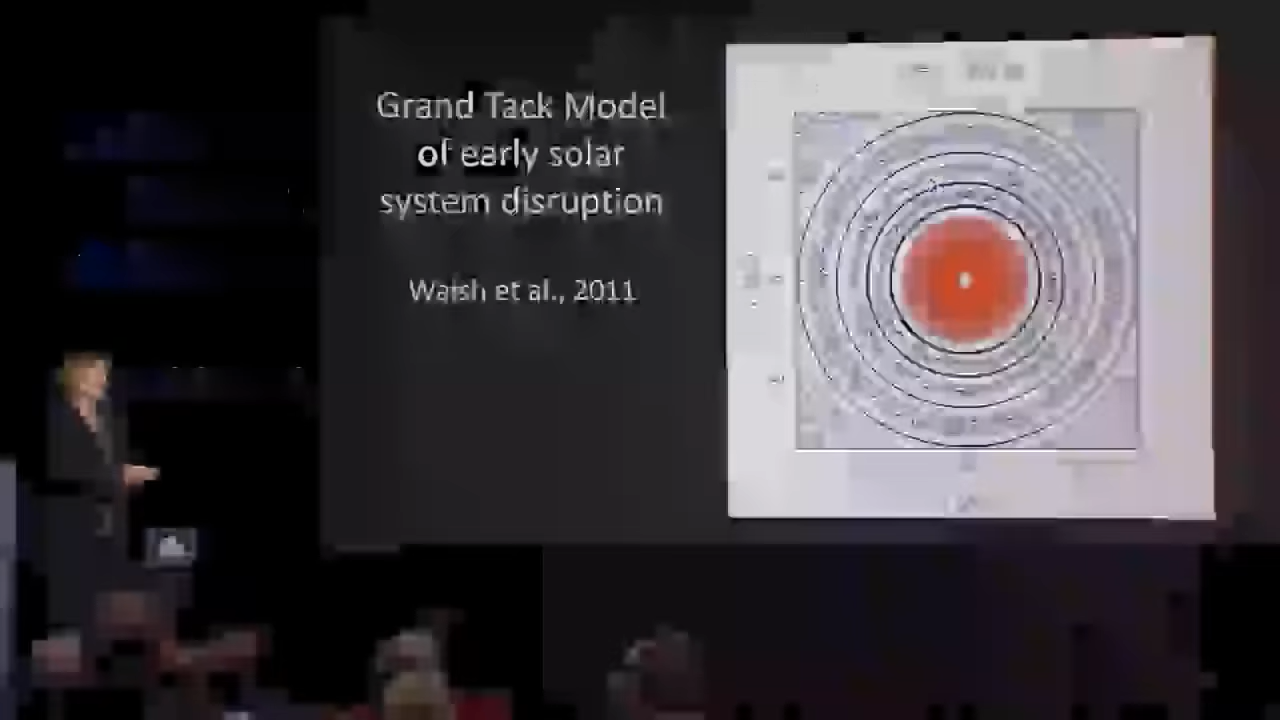 Grand Tack Model
of early solar
system disruption
Walsh et al., 2011